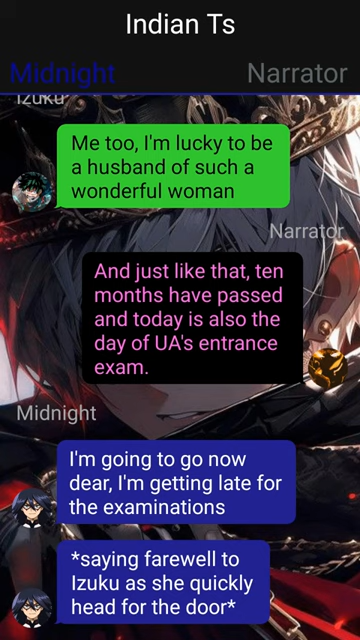 Indian Ts
Midnight
Narrator
Izuku
Me too, I'm lucky to be
a husband of such a
wonderful woman
Narrator
And just like that, ten
months have passed
and today is also the
day of UA's entrance
exam.
Midnight
I'm going to go now
dear, I'm getting late for
the examinations
*saying farewell to
Izuku as she quickly
head for the door*